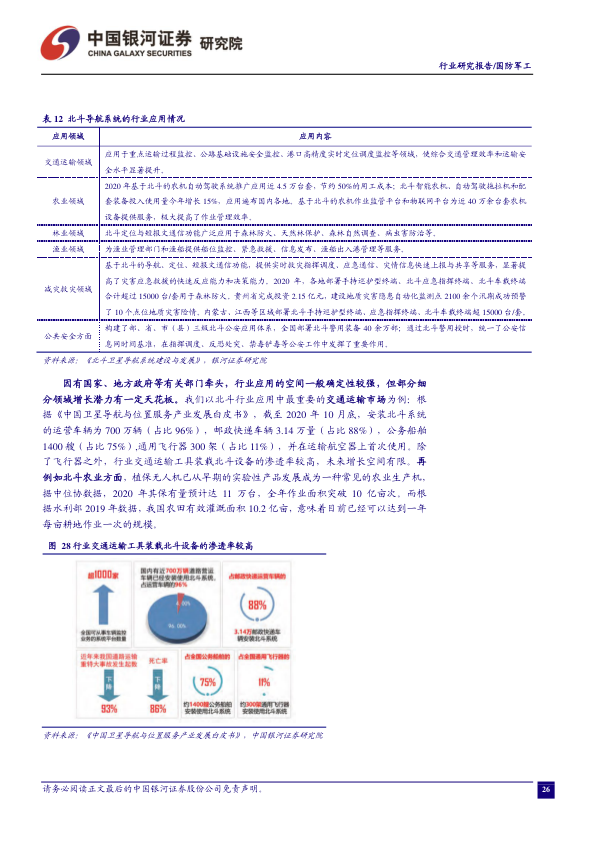 中国银河证券 研究院
CHINA GALAXY SECURITIES
行业研究报告/国防军工
表 12 北斗导航系统的行业应用情况
应用领域 应用内容
交通运输领域 应用于重点运输过程监控、公路基础设施安全监控、港口高精度实时定位调度监控等领域，使综合交通管理效率和运输安
全水平显著提升。
农业领域 2020 年基于北斗的农机自动驾驶系统推广应用近 4.5 万台套，节约 50%的用工成本；北斗智能农机、自动驾驶拖拉机和配
套装备投入使用量今年增长 15%，应用遍布国内各地。基于北斗的农机作业监管平台和物联网平台为近 40 万余台套农机
设备提供服务，极大提高了作业管理效率。
林业领域 北斗定位与短报文通信功能广泛应用于森林防火、天然林保护、森林自然调查、病虫害防治等。
渔业领域 为渔业管理部门和渔船提供船位监控、紧急救援、信息发布、渔船出入港管理等服务。
减灾救灾领域 基于北斗的导航、定位、短报文通信功能，提供实时救灾指挥调度、应急通信、灾情信息快速上报与共享等服务，显著提
高了灾害应急救援的快速反应能力和决策能力。2020 年，各地部署手持巡护型终端、北斗应急指挥终端、北斗车载终端
合计超过 15000 台/套用于森林防火。贵州省完成投资 2.15 亿元，建设地质灾害隐患自动化监测点 2100 余个汛期成功预警
了 10 个点位地质灾害险情。内蒙古、江西等区域部署北斗手持巡护型终端、应急指挥终端、北斗车载终端超 15000 台/套。
公共安全方面 构建了部、省、市（县）三级北斗公安应用体系，全国部署北斗警用装备 40 余万部；通过北斗警用授时，统一了公安信
息网时间基准，在指挥调度、反恐处突、禁毒铲毒等公安工作中发挥了重要作用。
资料来源：《北斗卫星导航系统建设与发展》，银河证券研究院
因有国家、地方政府等有关部门牵头，行业应用的空间一般确定性较强，但部分细
分领域增长潜力有一定天花板。我们以北斗行业应用中最重要的交通运输市场为例：根
据《中国卫星导航与位置服务产业发展白皮书》，截至 2020 年 10 月底，安装北斗系统
的运营车辆为 700 万辆（占比 96%），邮政快递车辆 3.14 万量（占比 88%），公务船舶
1400 艘（占比 75%）,通用飞行器 300 架（占比 11%），并在运输航空器上首次使用。除
了飞行器之外，行业交通运输工具装载北斗设备的渗透率较高，未来增长空间有限。再
例如北斗农业方面，植保无人机已从早期的实验性产品发展成为一种常见的农业生产机，
据中位协数据，2020 年其保有量预计达 11 万台，全年作业面积突破 10 亿亩次。而根
据水利部 2019 年数据，我国农田有效灌溉面积 10.2 亿亩，意味着目前已经可以达到一年
每亩耕地作业一次的规模。
图 28 行业交通运输工具装载北斗设备的渗透率较高
超1000家
全国可从事车辆监控
业务的系统平台数量
国内有近700万辆道路营运
车辆已经安装使用北斗系统，
占运营车辆的96%
4.00%
96.00%
占邮政快递运营车辆的
88%
3.14万邮政快递车
辆安装北斗系统
近年来我国道路运输
重特大事故发生起数
死亡率
下降
下降
93%
86%
占全国公务船舶的
75%
约1400艘公务船舶
安装使用北斗系统
占全国通用飞行器的
11%
约300架通用飞行器
安装使用北斗系统
资料来源：《中国卫星导航与位置服务产业发展白皮书》，中国银河证券研究院
请务必阅读正文最后的中国银河证券股份公司免责声明。
26